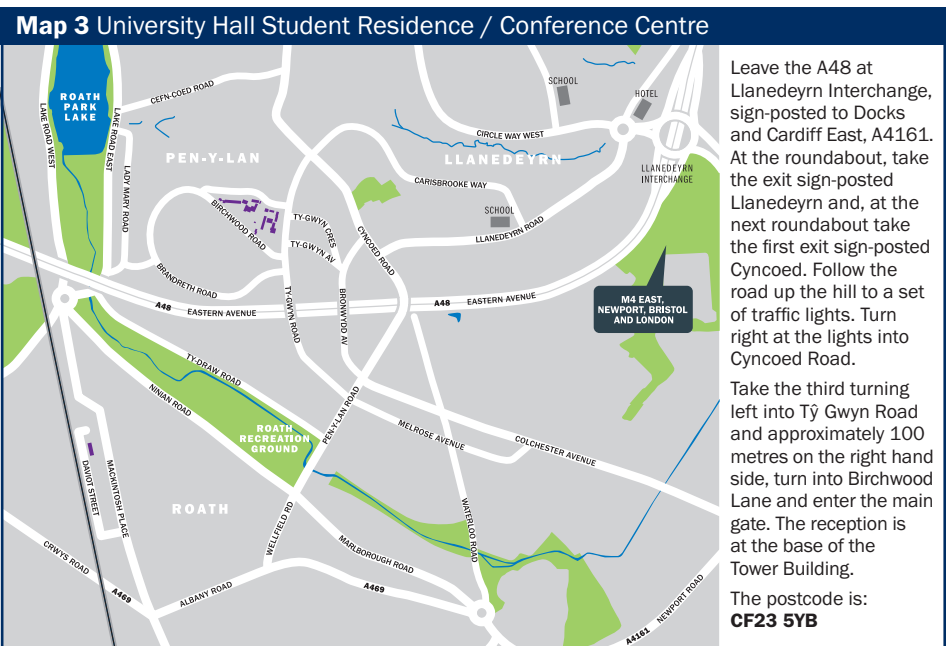 Map 3 University Hall Student Residence / Conference Centre
ROATH
PARK
LAKE
LAKE ROAD WEST
LAKE ROAD EAST
LADY MARY ROAD
CEFN-COED ROAD
PEN-Y-LAN
SCHOOL
HOTEL
CIRCLE WAY WEST
LLANEDEYRN
LLANEDEYRN
INTERCHANGE
CARISBROOKE WAY
SCHOOL
LLANEDEYRN ROAD
BIRCHWOOD ROAD
TY-GWYN CRES
TY-GWYN AV
CYNCOED ROAD
BRANDRETH ROAD
A48
EASTERN AVENUE
TY-GWYN ROAD
BRONWYDD AV
A48
EASTERN AVENUE
M4 EAST,
NEWPORT, BRISTOL
AND LONDON
TY-DRAW ROAD
NINIAN ROAD
ROATH
RECREATION
GROUND
PEN-Y-LAN ROAD
MELROSE AVENUE
COLCHESTER AVENUE
DAVIOT STREET
MACKINTOSH PLACE
ROATH
WELLFIELD RD
WATERLOO ROAD
MARLBOROUGH ROAD
CRWYS ROAD
A469
ALBANY ROAD
A469
A4161
NEWPORT ROAD
Leave the A48 at
Llanedeyrn Interchange,
sign-posted to Docks
and Cardiff East, A4161.
At the roundabout, take
the exit sign-posted
Llanedeyrn and, at the
next roundabout take
the first exit sign-posted
Cyncoed. Follow the
road up the hill to a set
of traffic lights. Turn
right at the lights into
Cyncoed Road.
Take the third turning
left into Tŷ Gwyn Road
and approximately 100
metres on the right hand
side, turn into Birchwood
Lane and enter the main
gate. The reception is
at the base of the
Tower Building.
The postcode is:
CF23 5YB